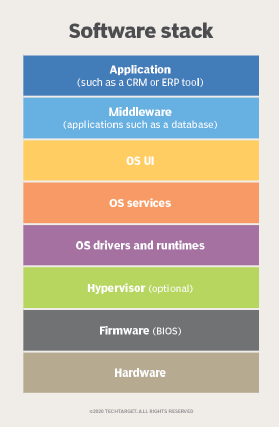 Software stack
Application
(such as a CRM or ERP tool)
Middleware
(applications such as a database)
OS UI
OS services
OS drivers and runtimes
Hypervisor (optional)
Firmware (BIOS)
Hardware
©2020 TECHTARGET. ALL RIGHTS RESERVED